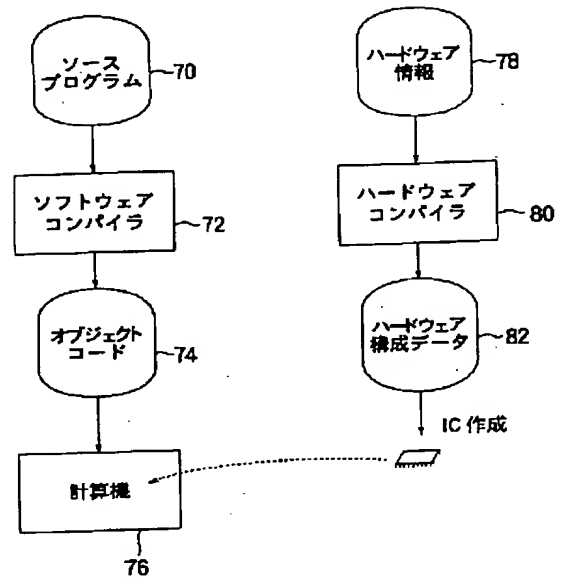 ソース
プログラム
70
ソフトウェア
コンパイラ
72
オブジェクト
コード
74
計算機
76
ハードウェア
情報
78
ハードウェア
コンパイラ
80
ハードウェア
構成データ
82
IC 作成